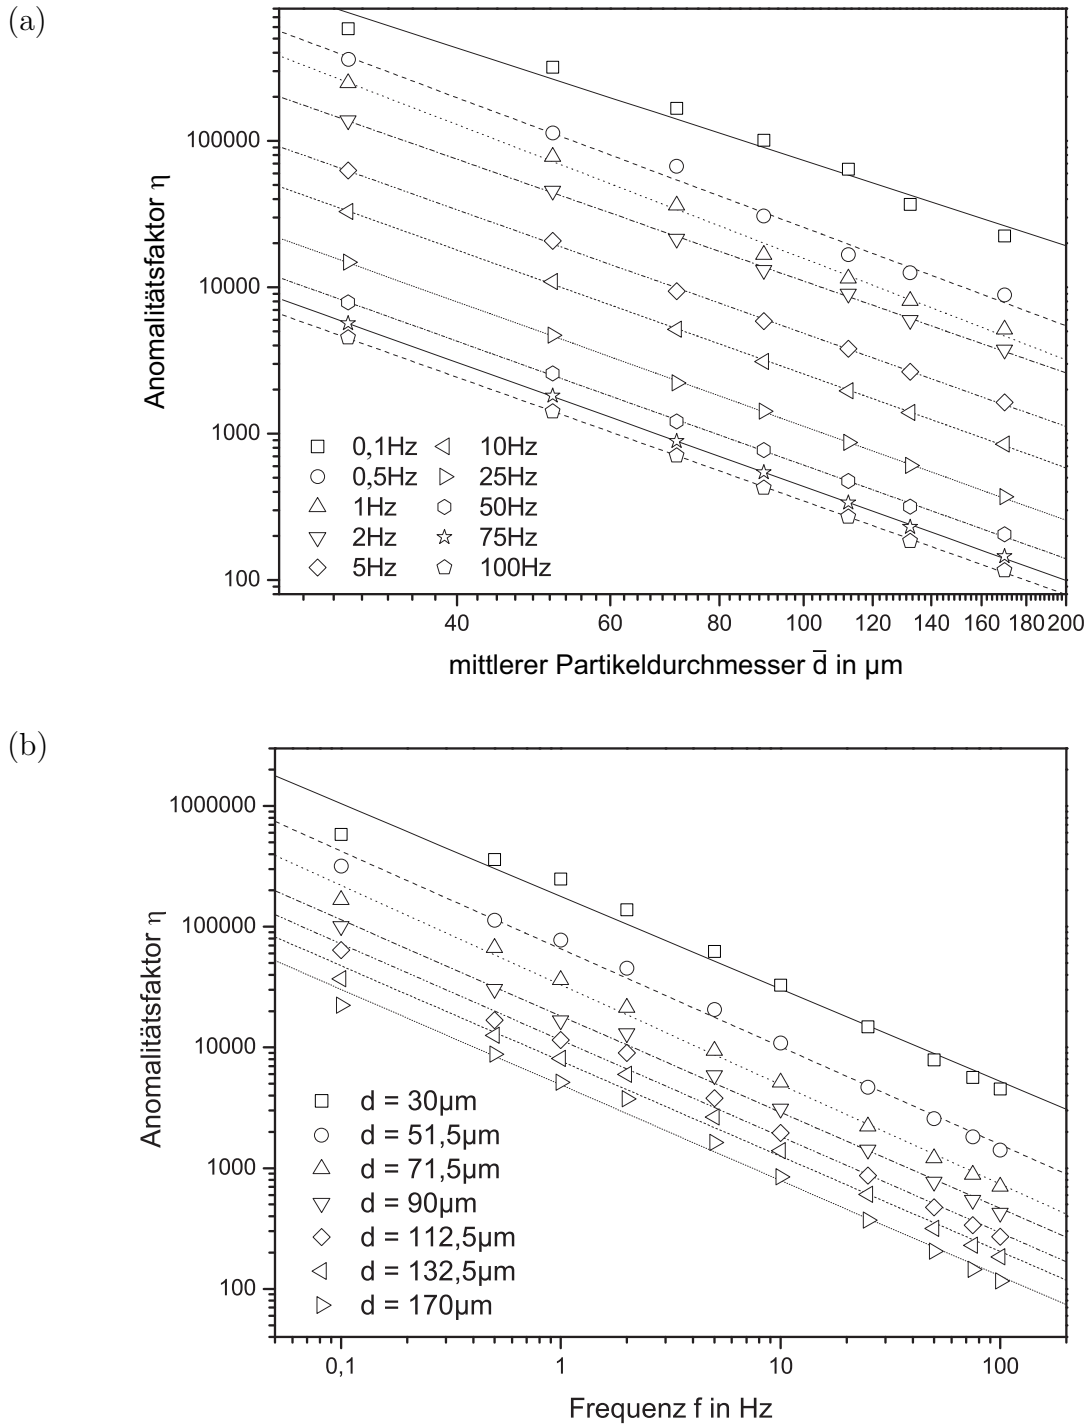 (a)
Anomalitätsfaktor η
100000
10000
1000
100
0,1Hz 10Hz
0,5Hz 25Hz
1Hz 50Hz
2Hz 75Hz
5Hz 100Hz
40 60 80 100 120 140 160 180 200
mittlerer Partikeldurchmesser d̅ in µm
(b)
Anomalitätsfaktor η
1000000
100000
10000
1000
100
d = 30µm
d = 51,5µm
d = 71,5µm
d = 90µm
d = 112,5µm
d = 132,5µm
d = 170µm
0,1 1 10 100
Frequenz f in Hz